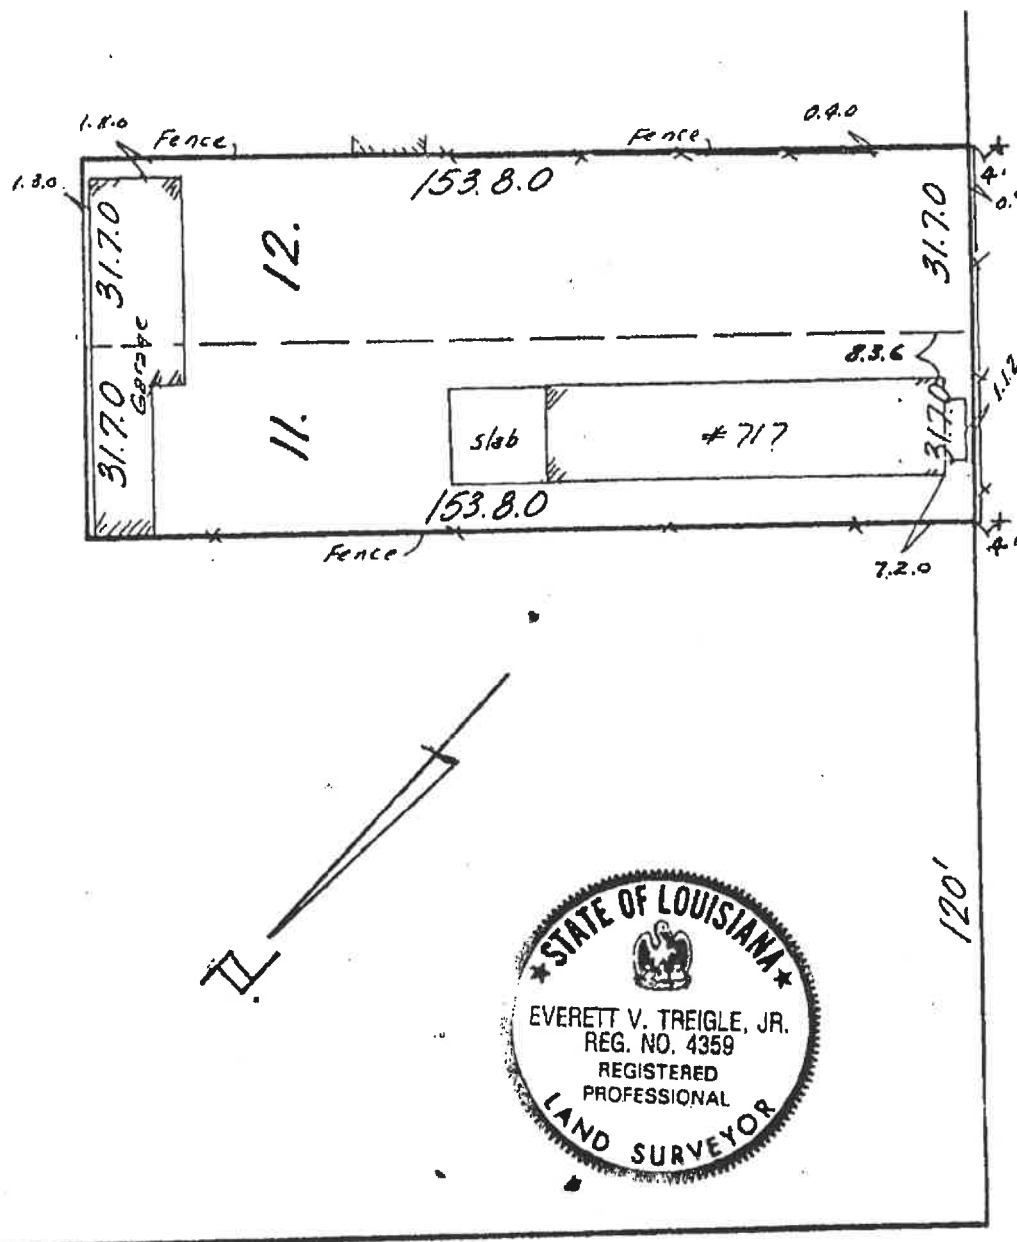 1.8.0
Fence
Fence
0.4.0
1.3.0
153.8.0
4'
31.7.0
12.
31.7.0
Garage
8.3.6
31.7.0
11.
slab
# 717
31.7.0
153.8.0
Fence
7.2.0
4'
120'
N.
STATE OF LOUISIANA
EVERETT V. TREIGLE, JR.
REG. NO. 4359
REGISTERED
PROFESSIONAL
LAND SURVEYOR